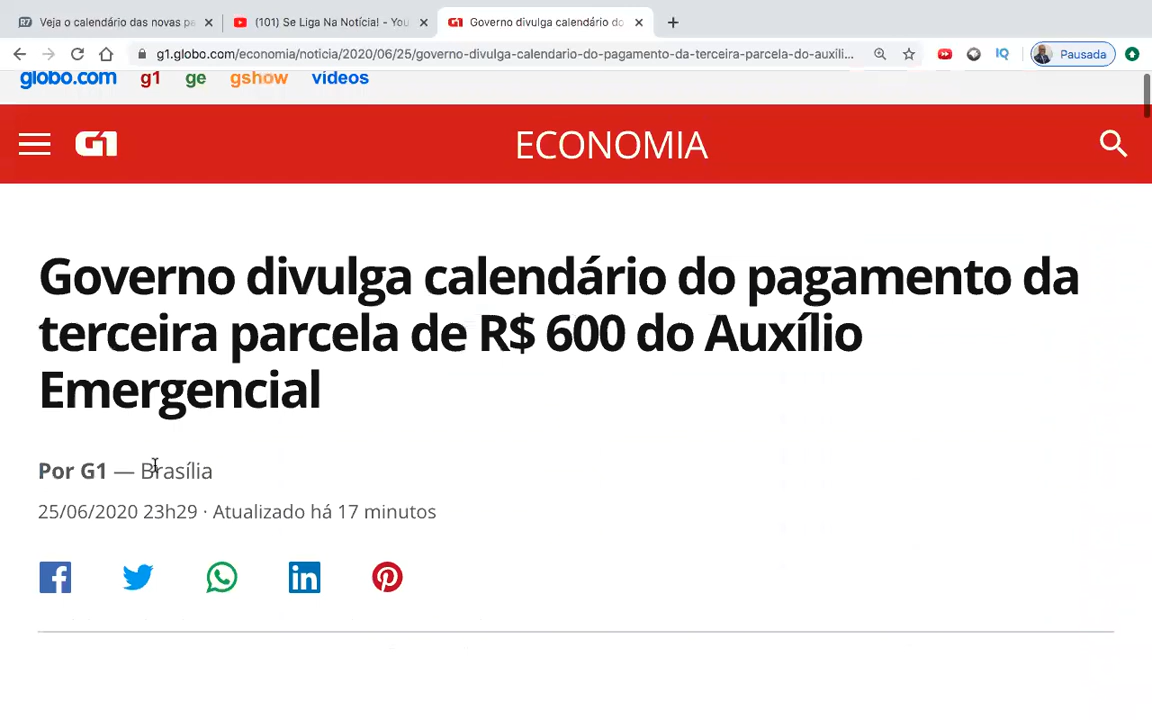 Veja o calendário das novas pa
(101) Se Liga Na Notícia! - You
G1
Governo divulga calendário do
g1.globo.com/economia/noticia/2020/06/25/governo-divulga-calendario-do-pagamento-da-terceira-parcela-do-auxíli...
IQ
Pausada
globo.com g1 ge gshow vídeos
G1
ECONOMIA
Governo divulga calendário do pagamento da
terceira parcela de R$ 600 do Auxílio
Emergencial
Por G1 — Brasília
25/06/2020 23h29 · Atualizado há 17 minutos